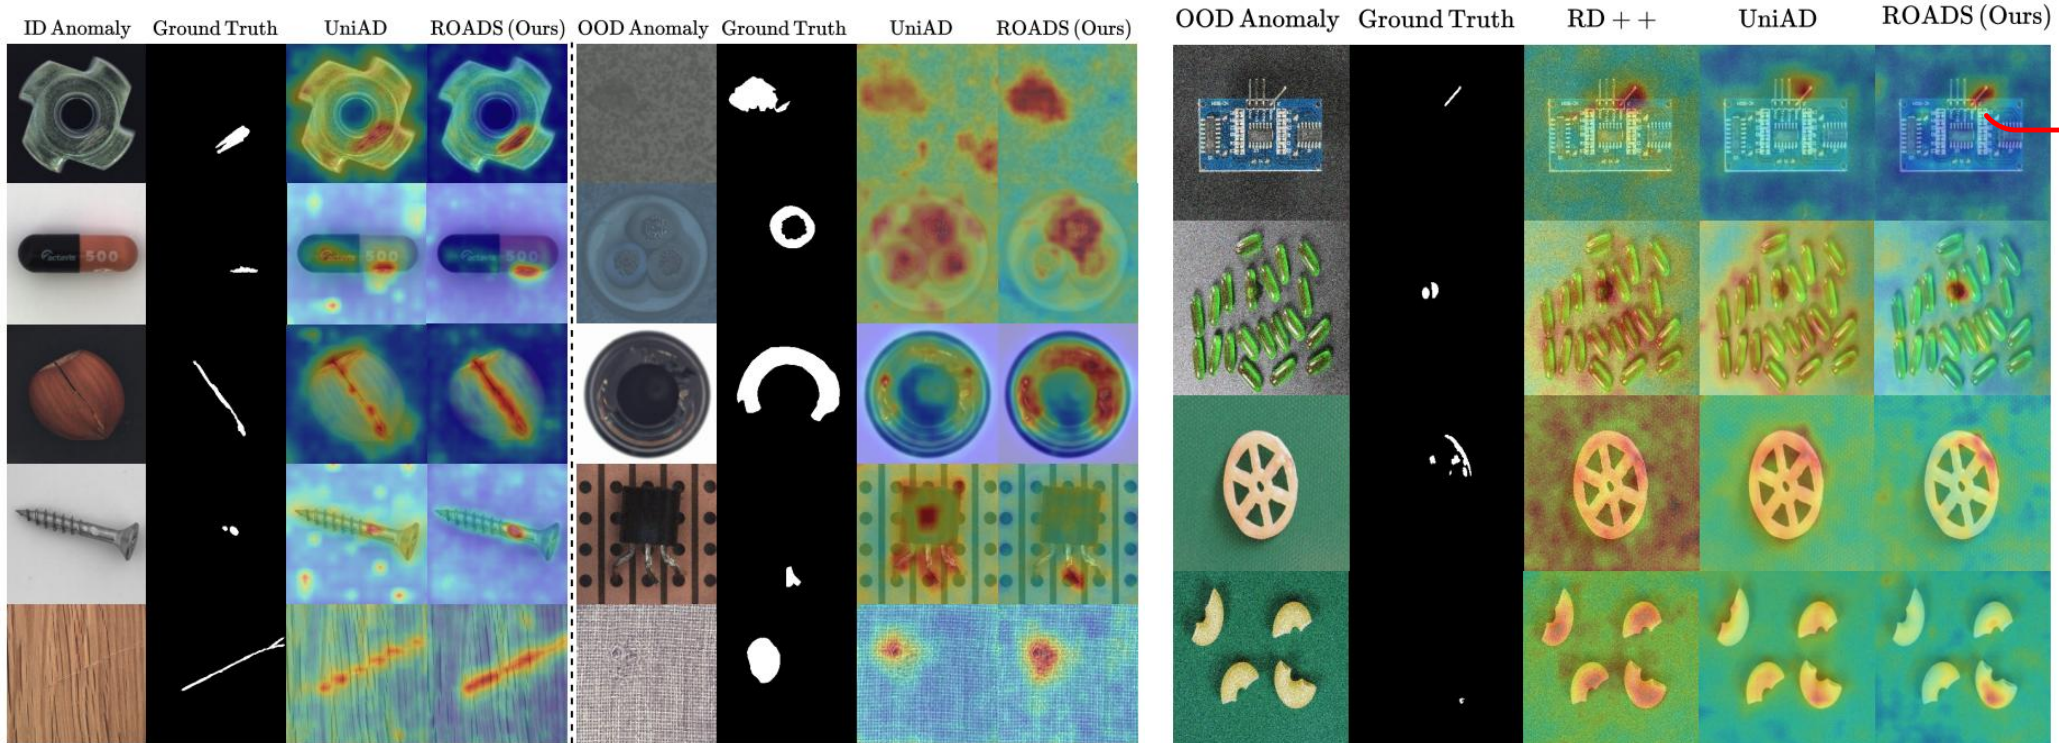 ID Anomaly Ground Truth UniAD ROADS (Ours) OOD Anomaly Ground Truth UniAD ROADS (Ours)
OOD Anomaly Ground Truth RD + + UniAD ROADS (Ours)
500
500
500